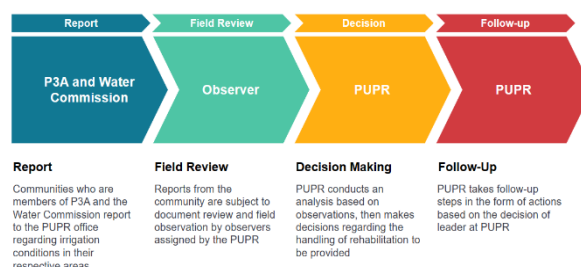 Report
Field Review
Decision
Follow-up
P3A and Water
Commission
Observer
PUPR
PUPR
Report
Communities who are
members of P3A and the
Water Commission report
to the PUPR office
regarding irrigation
conditions in their
respective areas
Field Review
Reports from the
community are subject to
document review and field
observation by observers
assigned by the PUPR
Decision Making
PUPR conducts an
analysis based on
observations, then makes
decisions regarding the
handling of rehabilitation to
be provided
Follow-Up
PUPR takes follow-up
steps in the form of actions
based on the decision of
leader at PUPR